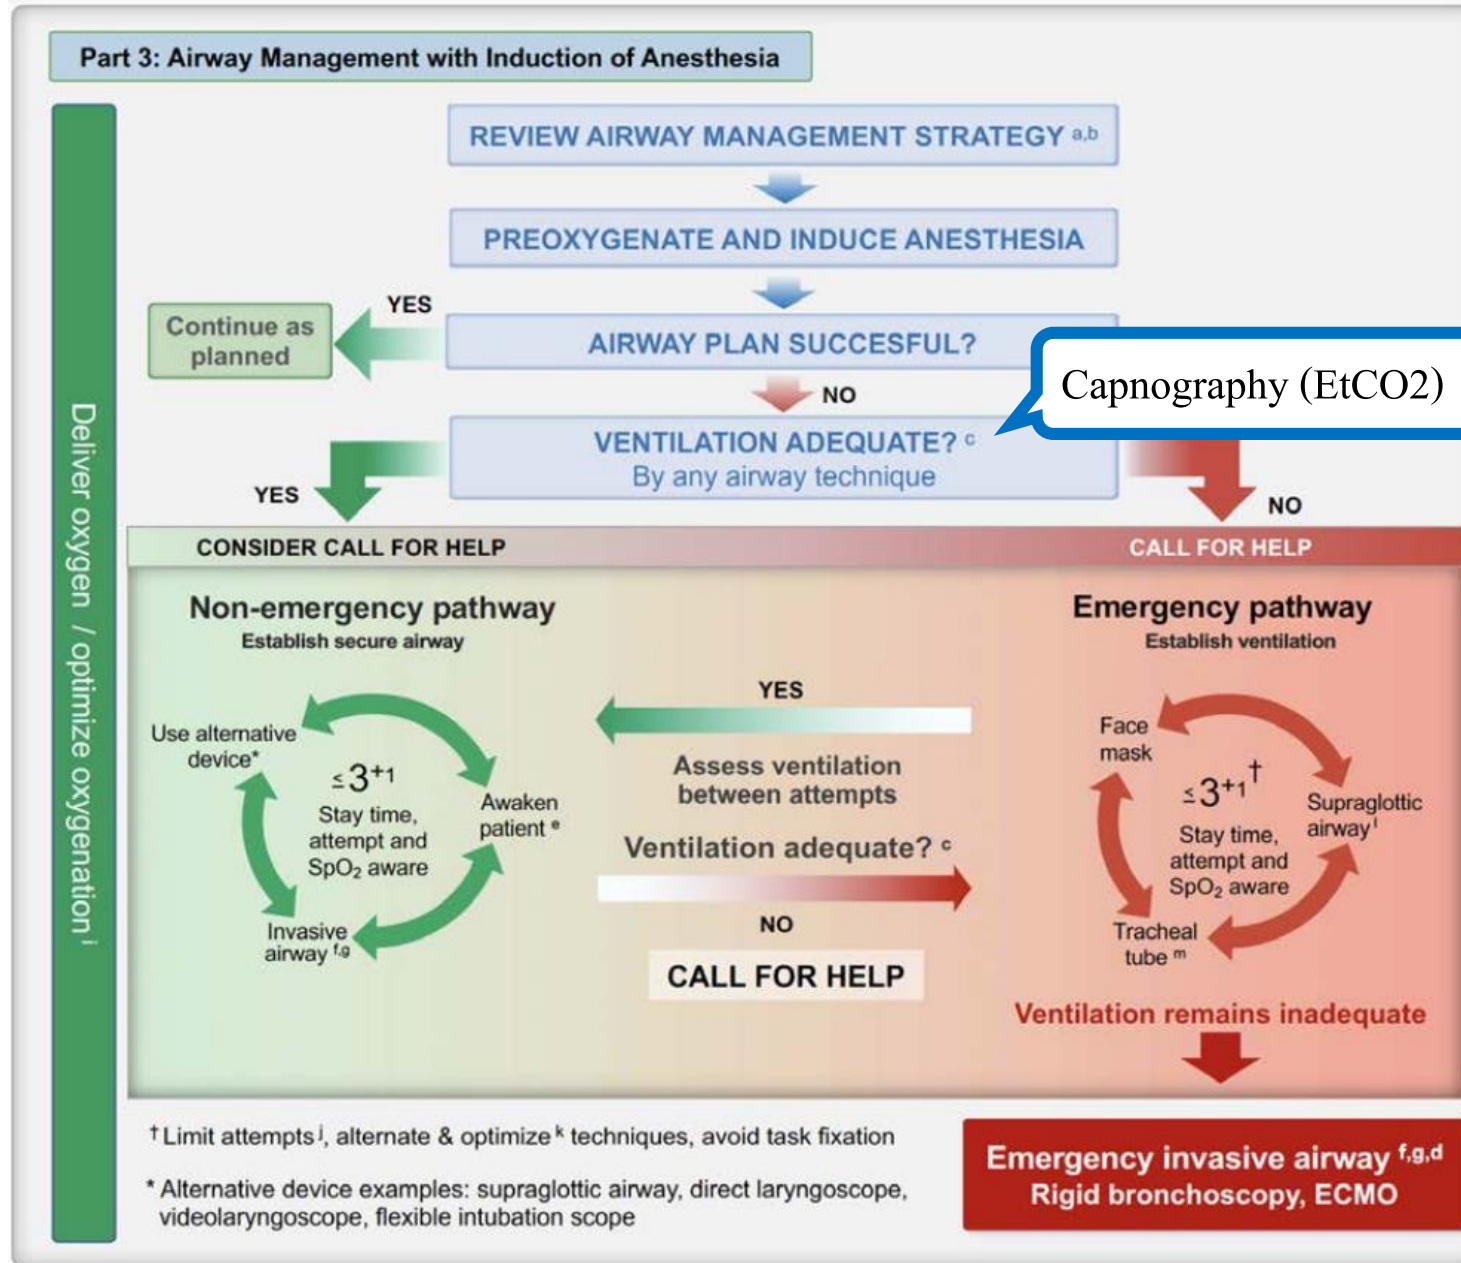 Part 3: Airway Management with Induction of Anesthesia
REVIEW AIRWAY MANAGEMENT STRATEGY a,b
PREOXYGENATE AND INDUCE ANESTHESIA
YES
Continue as
planned
AIRWAY PLAN SUCCESFUL?
Capnography (EtCO2)
NO
VENTILATION ADEQUATE? c
By any airway technique
YES
NO
CONSIDER CALL FOR HELP
CALL FOR HELP
Deliver oxygen / optimize oxygenation i
Non-emergency pathway
Establish secure airway
Use alternative
device*
≤3+1
Stay time,
attempt and
SpO2 aware
Awaken
patient e
Invasive
airway f,g
YES
Assess ventilation
between attempts
Ventilation adequate? c
NO
CALL FOR HELP
Emergency pathway
Establish ventilation
Face
mask
≤3+1†
Stay time,
attempt and
SpO2 aware
Supraglottic
airway l
Tracheal
tube m
Ventilation remains inadequate
† Limit attempts j, alternate & optimize k techniques, avoid task fixation
* Alternative device examples: supraglottic airway, direct laryngoscope,
videolaryngoscope, flexible intubation scope
Emergency invasive airway f,g,d
Rigid bronchoscopy, ECMO